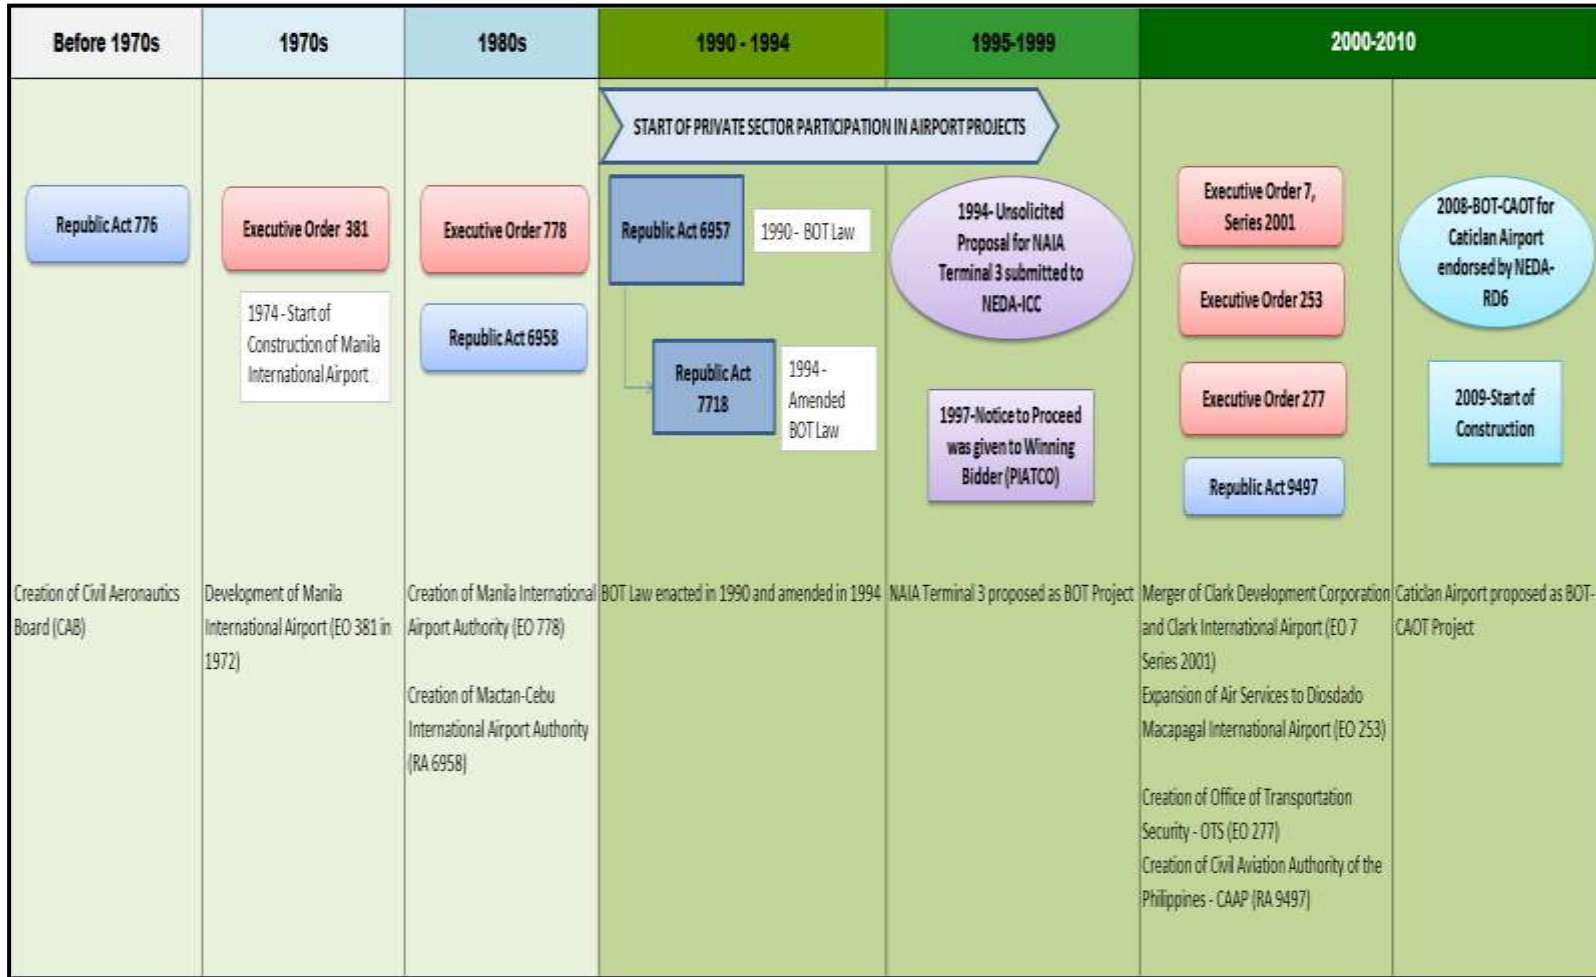 Before 1970s
1970s
1980s
1990 - 1994
1995-1999
2000-2010
START OF PRIVATE SECTOR PARTICIPATION IN AIRPORT PROJECTS
Republic Act 776
Executive Order 381
1974 - Start of
Construction of Manila
International Airport
Executive Order 778
Republic Act 6958
Republic Act 6957
1990 - BOT Law
Republic Act
7718
1994 -
Amended
BOT Law
1994- Unsolicited
Proposal for NAIA
Terminal 3 submitted to
NEDA-ICC
1997-Notice to Proceed
was given to Winning
Bidder (PIATCO)
Executive Order 7,
Series 2001
Executive Order 253
Executive Order 277
Republic Act 9497
2008-BOT-CAOT for
Caticlan Airport
endorsed by NEDA-
RD6
2009-Start of
Construction
Creation of Civil Aeronautics
Board (CAB)
Development of Manila
International Airport (EO 381 in
1972)
Creation of Manila International
Airport Authority (EO 778)
Creation of Mactan-Cebu
International Airport Authority
(RA 6958)
BOT Law enacted in 1990 and amended in 1994
NAIA Terminal 3 proposed as BOT Project
Merger of Clark Development Corporation
and Clark International Airport (EO 7
Series 2001)
Expansion of Air Services to Diosdado
Macapagal International Airport (EO 253)
Creation of Office of Transportation
Security - OTS (EO 277)
Creation of Civil Aviation Authority of the
Philippines - CAAP (RA 9497)
Caticlan Airport proposed as BOT-
CAOT Project